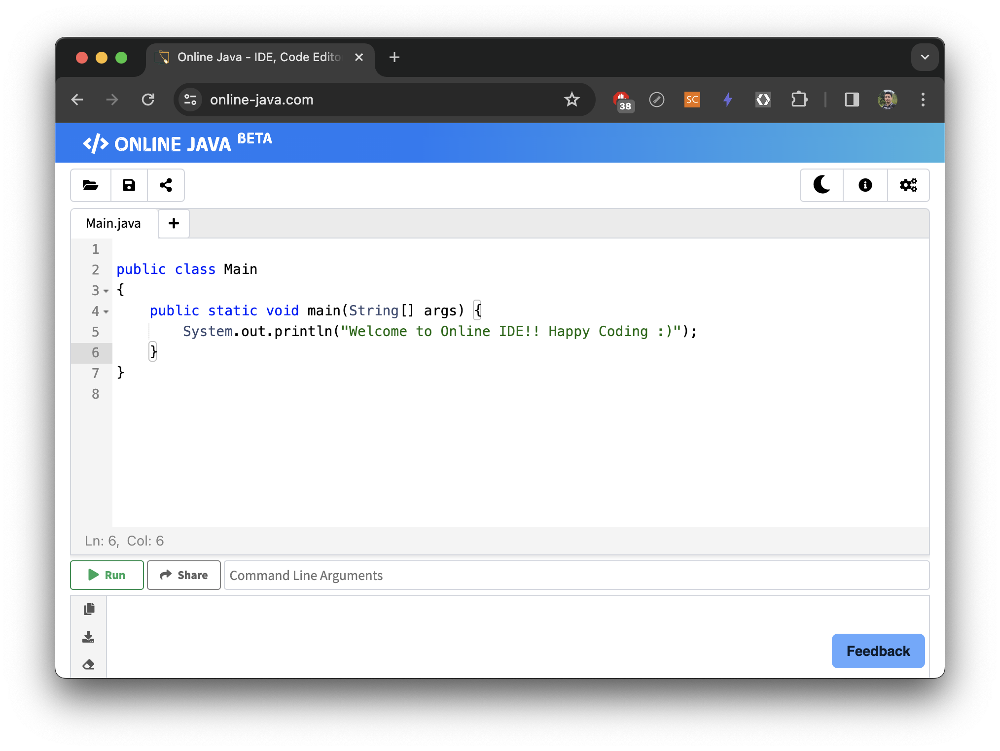 Online Java - IDE, Code Edito
online-java.com
38
SC
</> ONLINE JAVA BETA
Main.java
1
2 public class Main
3 {
4     public static void main(String[] args) {
5         System.out.println("Welcome to Online IDE!! Happy Coding :)");
6     }
7 }
8
Ln: 6,  Col: 6
Run
Share
Command Line Arguments
Feedback